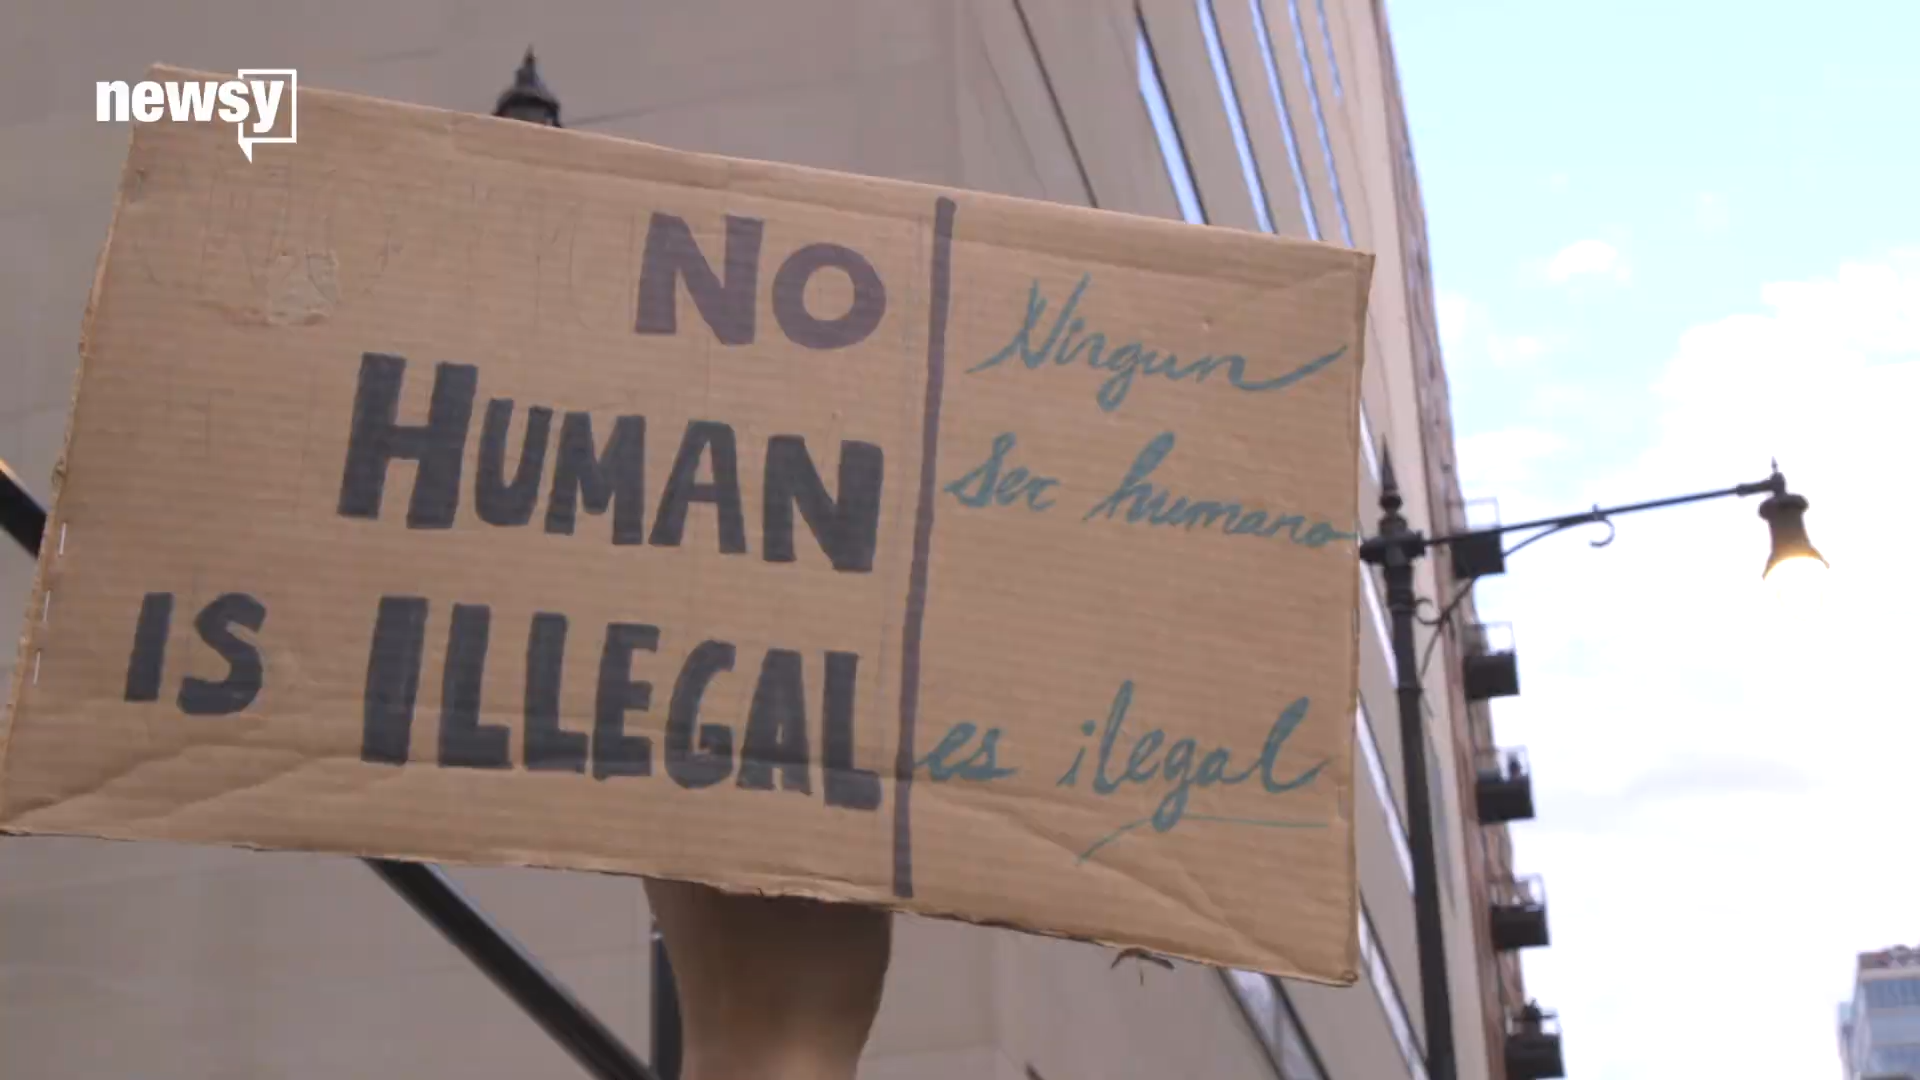 newsy
NO
HUMAN
IS ILLEGAL
Ningun
ser humano
es ilegal